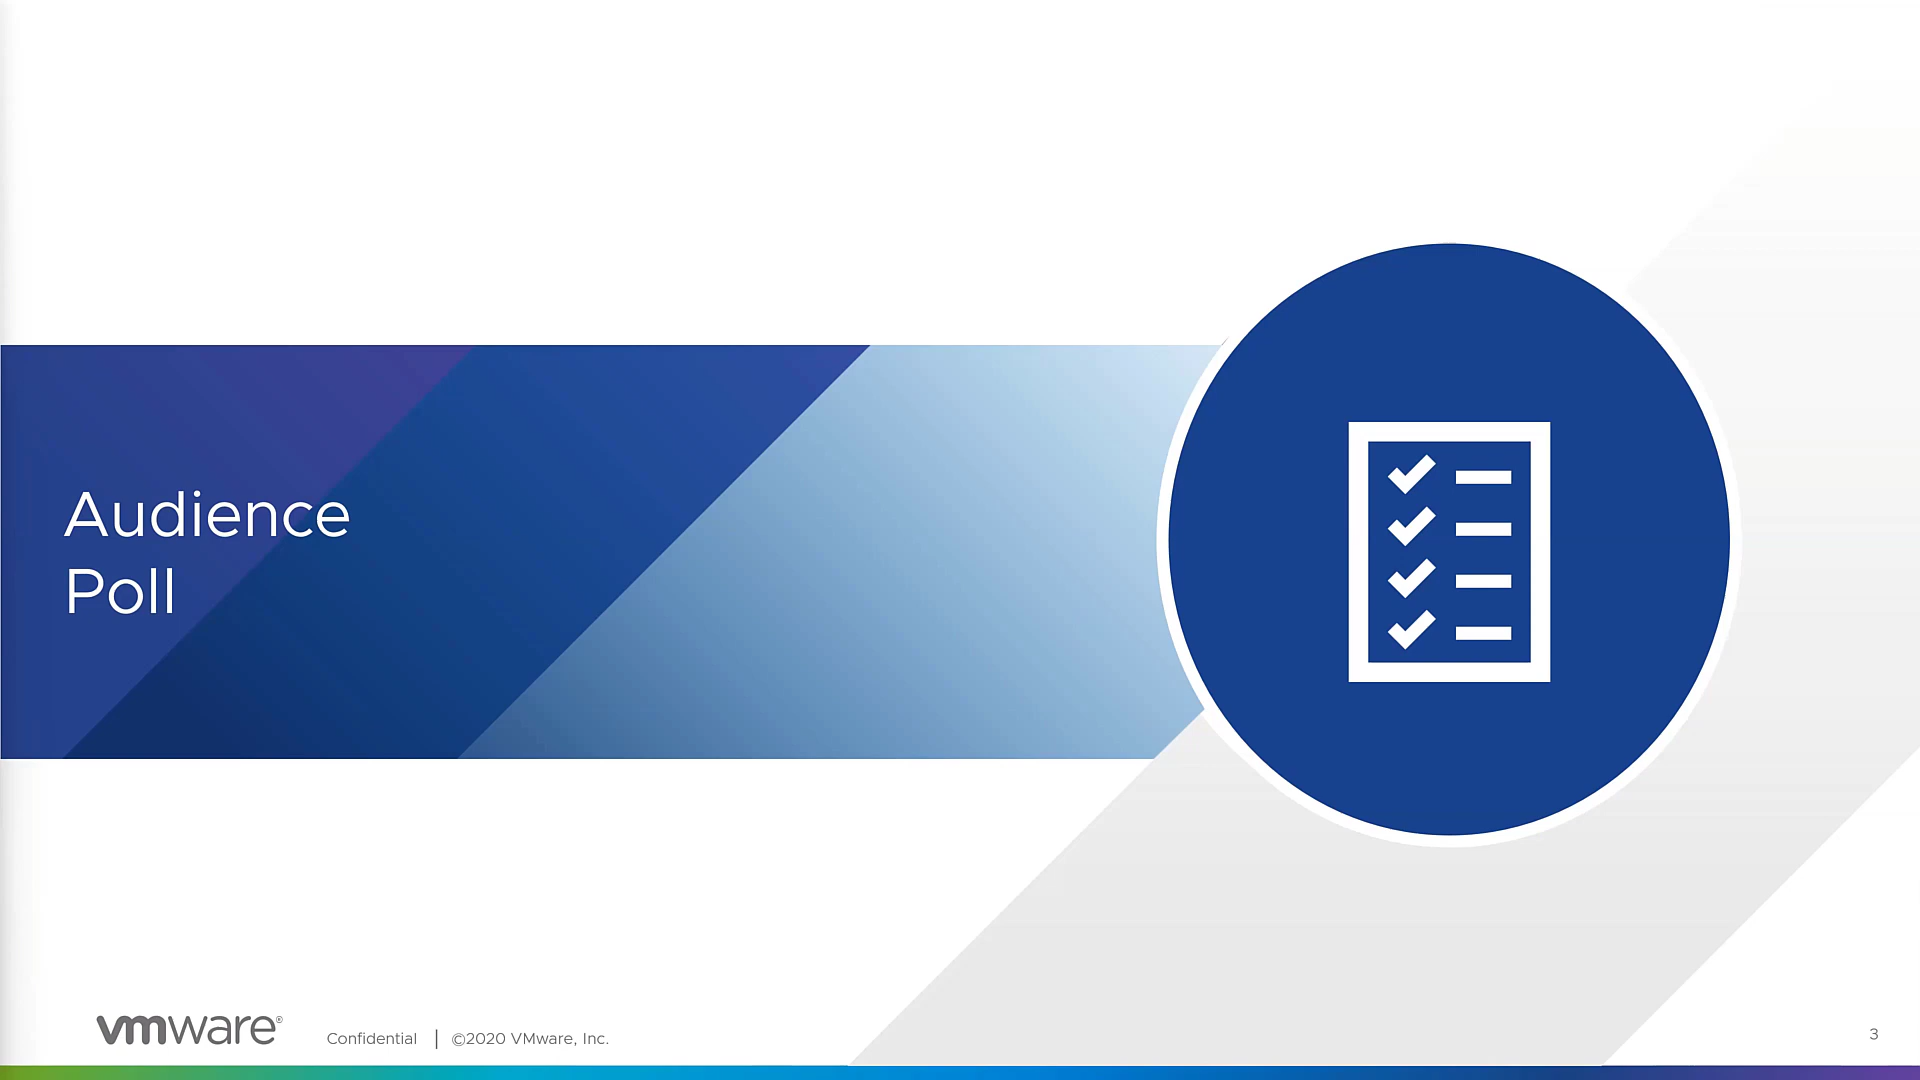 Audience
Poll
vmware®
Confidential | ©2020 VMware, Inc.
3